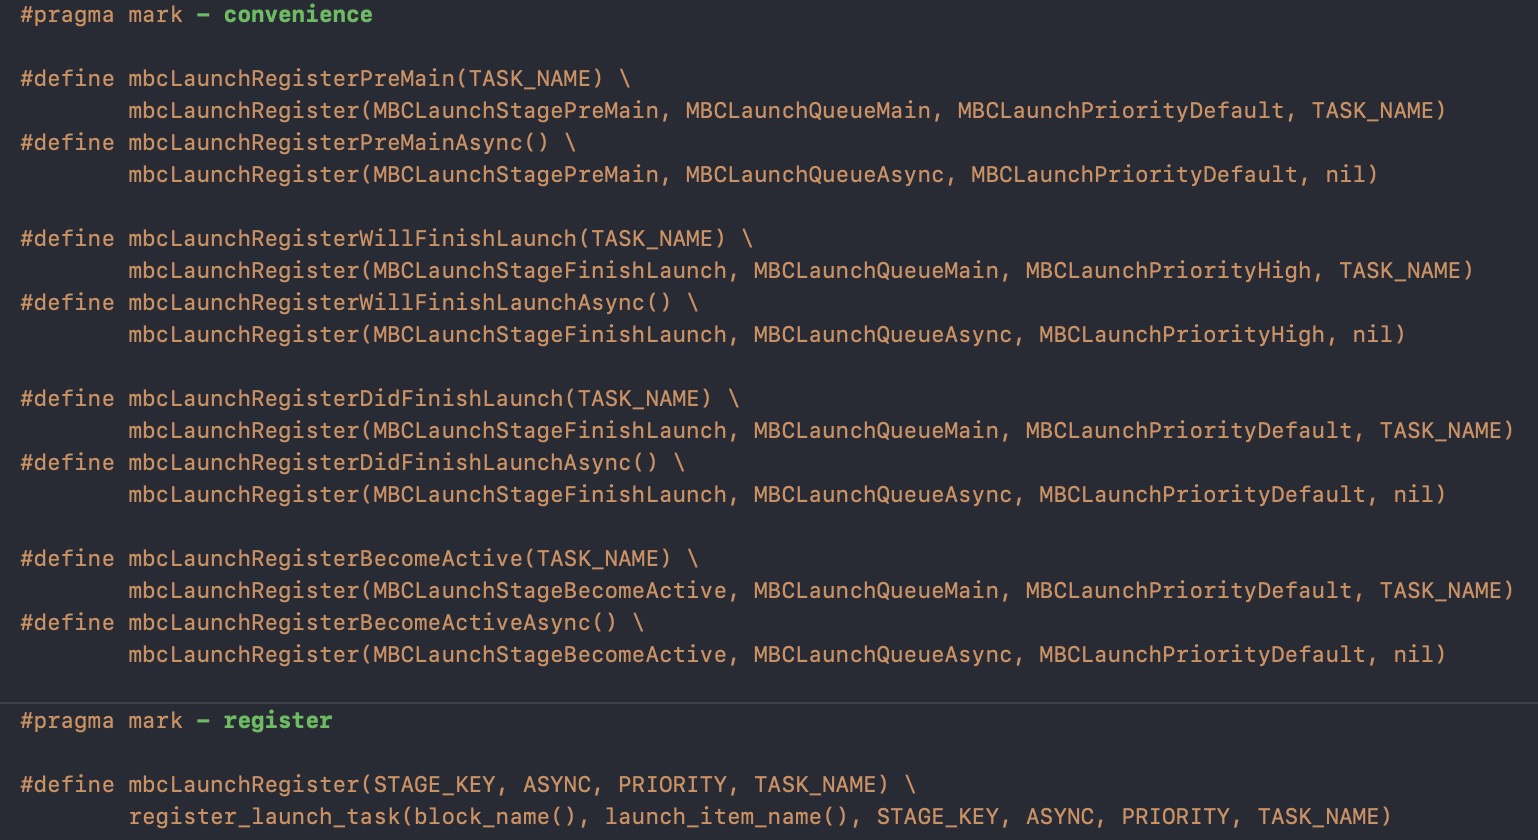 #pragma mark – convenience
#define mbcLaunchRegisterPreMain(TASK_NAME) \
mbcLaunchRegister(MBCLaunchStagePreMain, MBCLaunchQueueMain, MBCLaunchPriorityDefault, TASK_NAME)
#define mbcLaunchRegisterPreMainAsync() \
mbcLaunchRegister(MBCLaunchStagePreMain, MBCLaunchQueueAsync, MBCLaunchPriorityDefault, nil)
#define mbcLaunchRegisterWillFinishLaunch(TASK_NAME) \
mbcLaunchRegister(MBCLaunchStageFinishLaunch, MBCLaunchQueueMain, MBCLaunchPriorityHigh, TASK_NAME)
#define mbcLaunchRegisterWillFinishLaunchAsync() \
mbcLaunchRegister(MBCLaunchStageFinishLaunch, MBCLaunchQueueAsync, MBCLaunchPriorityHigh, nil)
#define mbcLaunchRegisterDidFinishLaunch(TASK_NAME) \
mbcLaunchRegister(MBCLaunchStageFinishLaunch, MBCLaunchQueueMain, MBCLaunchPriorityDefault, TASK_NAME)
#define mbcLaunchRegisterDidFinishLaunchAsync() \
mbcLaunchRegister(MBCLaunchStageFinishLaunch, MBCLaunchQueueAsync, MBCLaunchPriorityDefault, nil)
#define mbcLaunchRegisterBecomeActive(TASK_NAME) \
mbcLaunchRegister(MBCLaunchStageBecomeActive, MBCLaunchQueueMain, MBCLaunchPriorityDefault, TASK_NAME)
#define mbcLaunchRegisterBecomeActiveAsync() \
mbcLaunchRegister(MBCLaunchStageBecomeActive, MBCLaunchQueueAsync, MBCLaunchPriorityDefault, nil)
#pragma mark – register
#define mbcLaunchRegister(STAGE_KEY, ASYNC, PRIORITY, TASK_NAME) \
register_launch_task(block_name(), launch_item_name(), STAGE_KEY, ASYNC, PRIORITY, TASK_NAME)